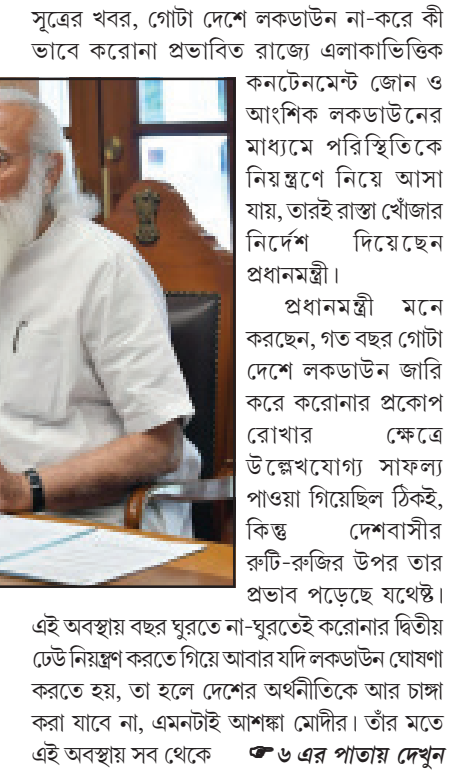 সূত্রের খবর, গোটা দেশে লকডাউন না-করে কী
ভাবে করোনা প্রভাবিত রাজ্যে এলাকাভিত্তিক
কনটেনমেন্ট জোন ও
আংশিক লকডাউনের
মাধ্যমে পরিস্থিতিকে
নিয়ন্ত্রণে নিয়ে আসা
যায়, তারই রাস্তা খোঁজার
নির্দেশ দিয়েছেন
প্রধানমন্ত্রী।
প্রধানমন্ত্রী মনে
করছেন, গত বছর গোটা
দেশে লকডাউন জারি
করে করোনার প্রকোপ
রোখার ক্ষেত্রে
উল্লেখযোগ্য সাফল্য
পাওয়া গিয়েছিল ঠিকই,
কিন্তু দেশবাসীর
রুটি-রুজির উপর তার
প্রভাব পড়েছে যথেষ্ট।
এই অবস্থায় বছর ঘুরতে না-ঘুরতেই করোনার দ্বিতীয়
ঢেউ নিয়ন্ত্রণ করতে গিয়ে আবার যদি লকডাউন ঘোষণা
করতে হয়, তা হলে দেশের অর্থনীতিকে আর চাঙ্গা
করা যাবে না, এমনটাই আশঙ্কা মোদীর। তাঁর মতে
এই অবস্থায় সব থেকে ☛ ৬ এর পাতায় দেখুন